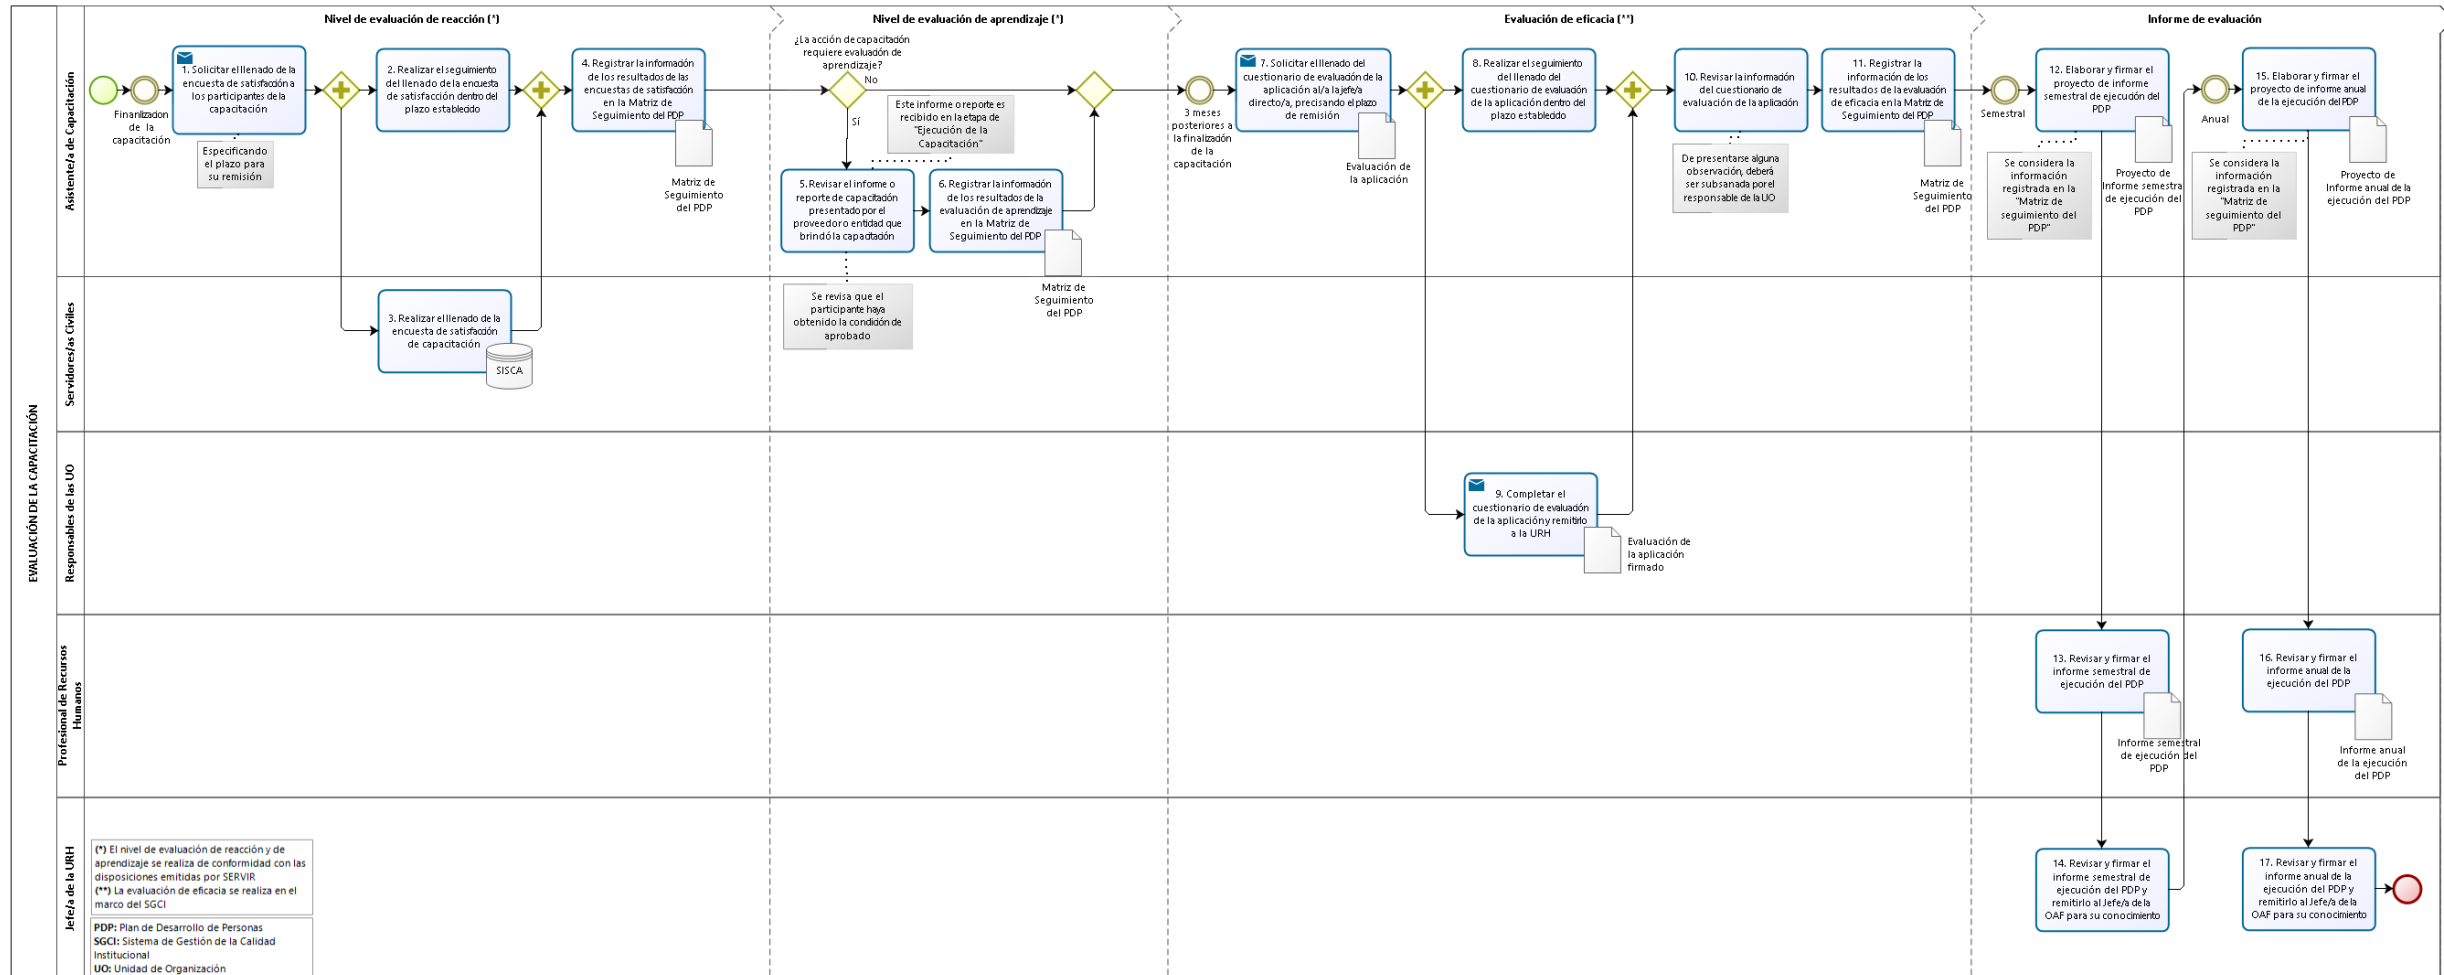 Nivel de evaluación de reacción (*)
Nivel de evaluación de aprendizaje (*)
Evaluación de eficacia (**)
Informe de evaluación
EVALUACIÓN DE LA CAPACITACIÓN
Asistente/a de Capacitación
Finanlizacion
de la
capacitación
1. Solicitar el llenado de la
encuesta de satisfacción a
los participantes de la
capacitación
Especificando
el plazo para
su remisión
2. Realizar el seguimiento
del llenado de la encuesta
de satisfacción dentro del
plazo establecido
4. Registrar la información
de los resultados de las
encuestas de satisfacción
en la Matriz de
Seguimiento del PDP
Matriz de
Seguimiento
del PDP
¿La acción de capacitación
requiere evaluación de
aprendizaje?
No
Sí
Este informe o reporte es
recibido en la etapa de
"Ejecución de la
Capacitación"
5. Revisar el informe o
reporte de capacitación
presentado por el
proveedor o entidad que
brindó la capacitación
6. Registrar la información
de los resultados de la
evaluación de aprendizaje
en la Matriz de
Seguimiento del PDP
Matriz de
Seguimiento
del PDP
Se revisa que el
participante haya
obtenido la condición de
aprobado
3 meses
posteriores a
la finalización
de la
capacitación
7. Solicitar el llenado del
cuestionario de evaluación de la
aplicación al/a la jefe/a
directo/a, precisando el plazo
de remisión
Evaluación de
la aplicación
8. Realizar el seguimiento
del llenado del
cuestionario de evaluación
de la aplicación dentro del
plazo establecido
10. Revisar la información
del cuestionario de
evaluación de la aplicación
De presentarse alguna
observación, deberá
ser subsanada por el
responsable de la UO
11. Registrar la
información de los
resultados de la evaluación
de eficacia en la Matriz de
Seguimiento del PDP
Matriz de
Seguimiento
del PDP
Semestral
12. Elaborar y firmar el
proyecto de informe
semestral de ejecución del
PDP
Se considera la
información
registrada en la
"Matriz de
seguimiento del
PDP"
Proyecto de
Informe semestral
de ejecución del
PDP
Anual
15. Elaborar y firmar el
proyecto de informe anual
de la ejecución del PDP
Se considera la
información
registrada en la
"Matriz de
seguimiento del
PDP"
Proyecto de
Informe anual de la
ejecución del PDP
Servidores/as Civiles
3. Realizar el llenado de la
encuesta de satisfacción
de capacitación
SISCA
Responsables de las UO
9. Completar el
cuestionario de evaluación
de la aplicación y remitirlo
a la URH
Evaluación de
la aplicación
firmado
Profesional de Recursos
Humanos
13. Revisar y firmar el
informe semestral de
ejecución del PDP
Informe semestral
de ejecución del
PDP
16. Revisar y firmar el
informe anual de la
ejecución del PDP
Informe anual
de la ejecución
del PDP
Jefe/a de la URH
14. Revisar y firmar el
informe semestral de
ejecución del PDP y
remitirlo al Jefe/a de la
OAF para su conocimiento
17. Revisar y firmar el
informe anual de la
ejecución del PDP y
remitirlo al Jefe/a de la
OAF para su conocimiento
(*) El nivel de evaluación de reacción y de
aprendizaje se realiza de conformidad con las
disposiciones emitidas por SERVIR
(**) La evaluación de eficacia se realiza en el
marco del SGCI
PDP: Plan de Desarrollo de Personas
SGCI: Sistema de Gestión de la Calidad
Institucional
UO: Unidad de Organización